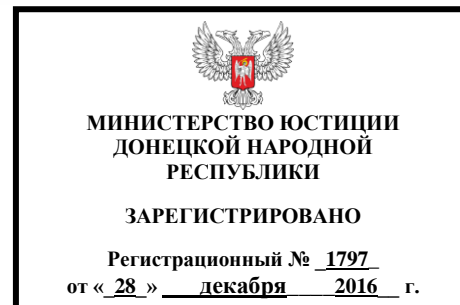 МИНИСТЕРСТВО ЮСТИЦИИ
ДОНЕЦКОЙ НАРОДНОЙ
РЕСПУБЛИКИ
ЗАРЕГИСТРИРОВАНО
Регистрационный № _1797_
от «_28_» ___декабря____2016__ г.